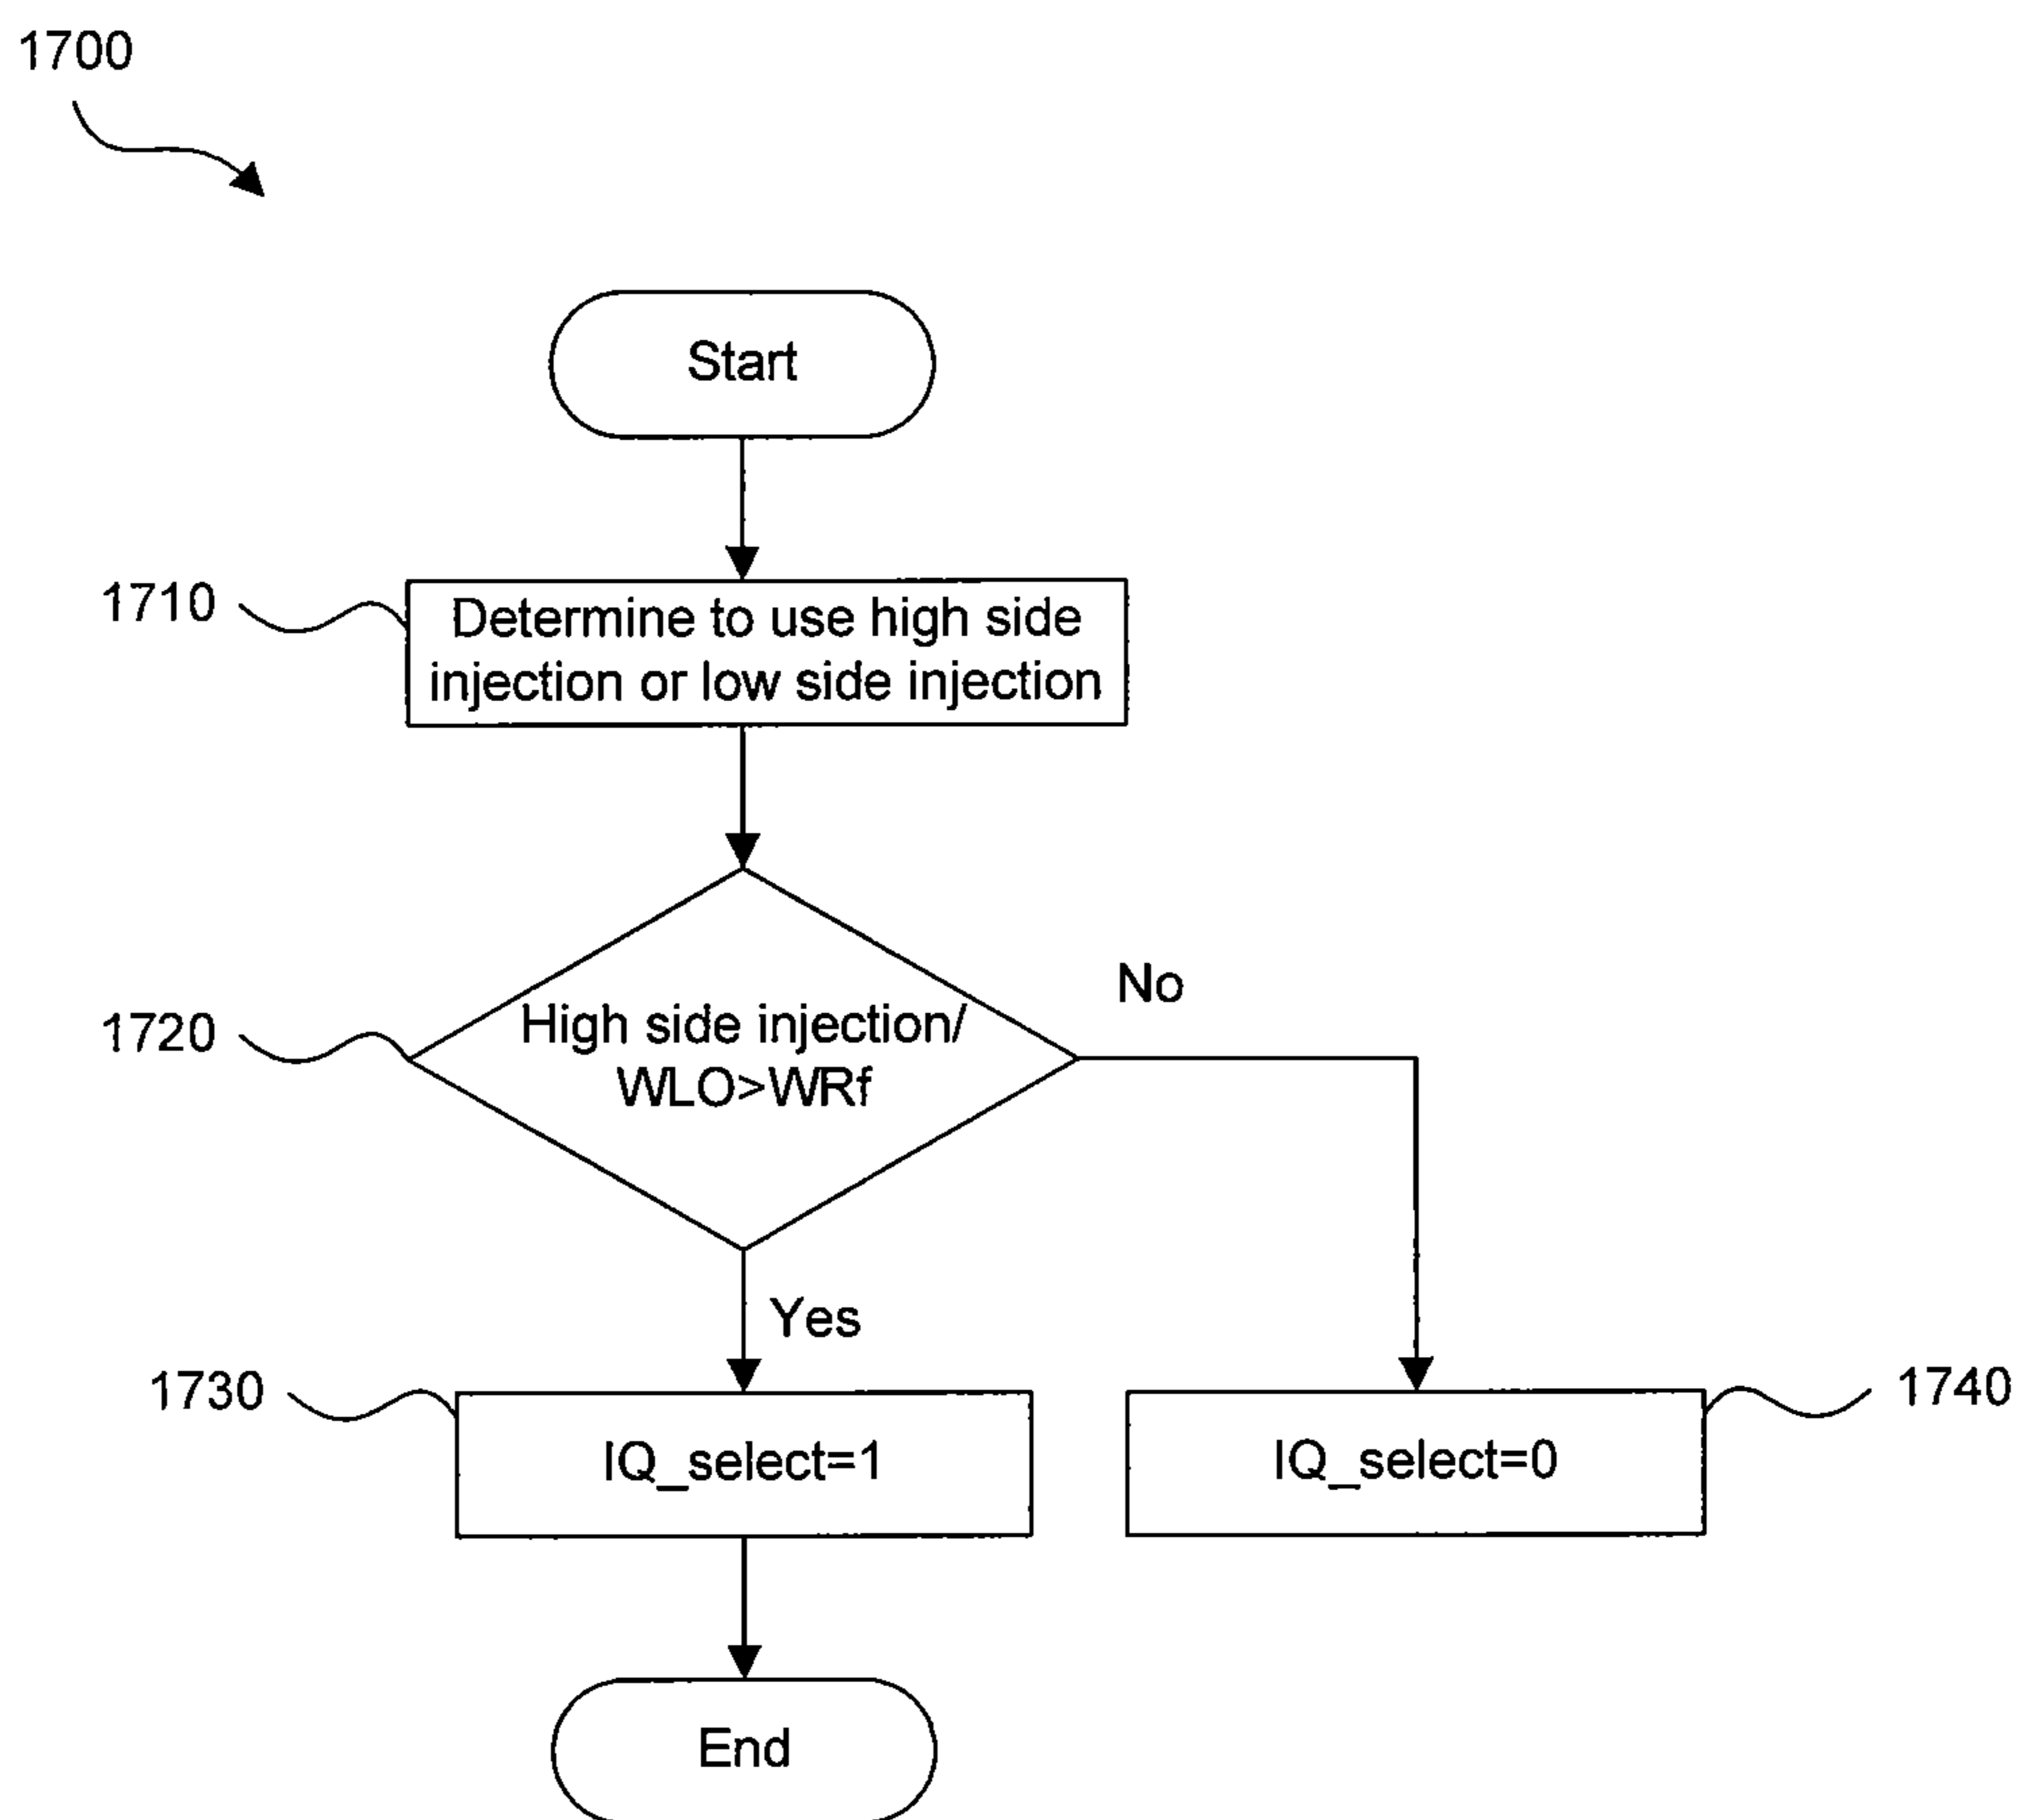 1700
Start
1710
Determine to use high side
injection or low side injection
1720
High side injection/
WLO>WRf
No
Yes
1730
IQ_select=1
IQ_select=0
1740
End